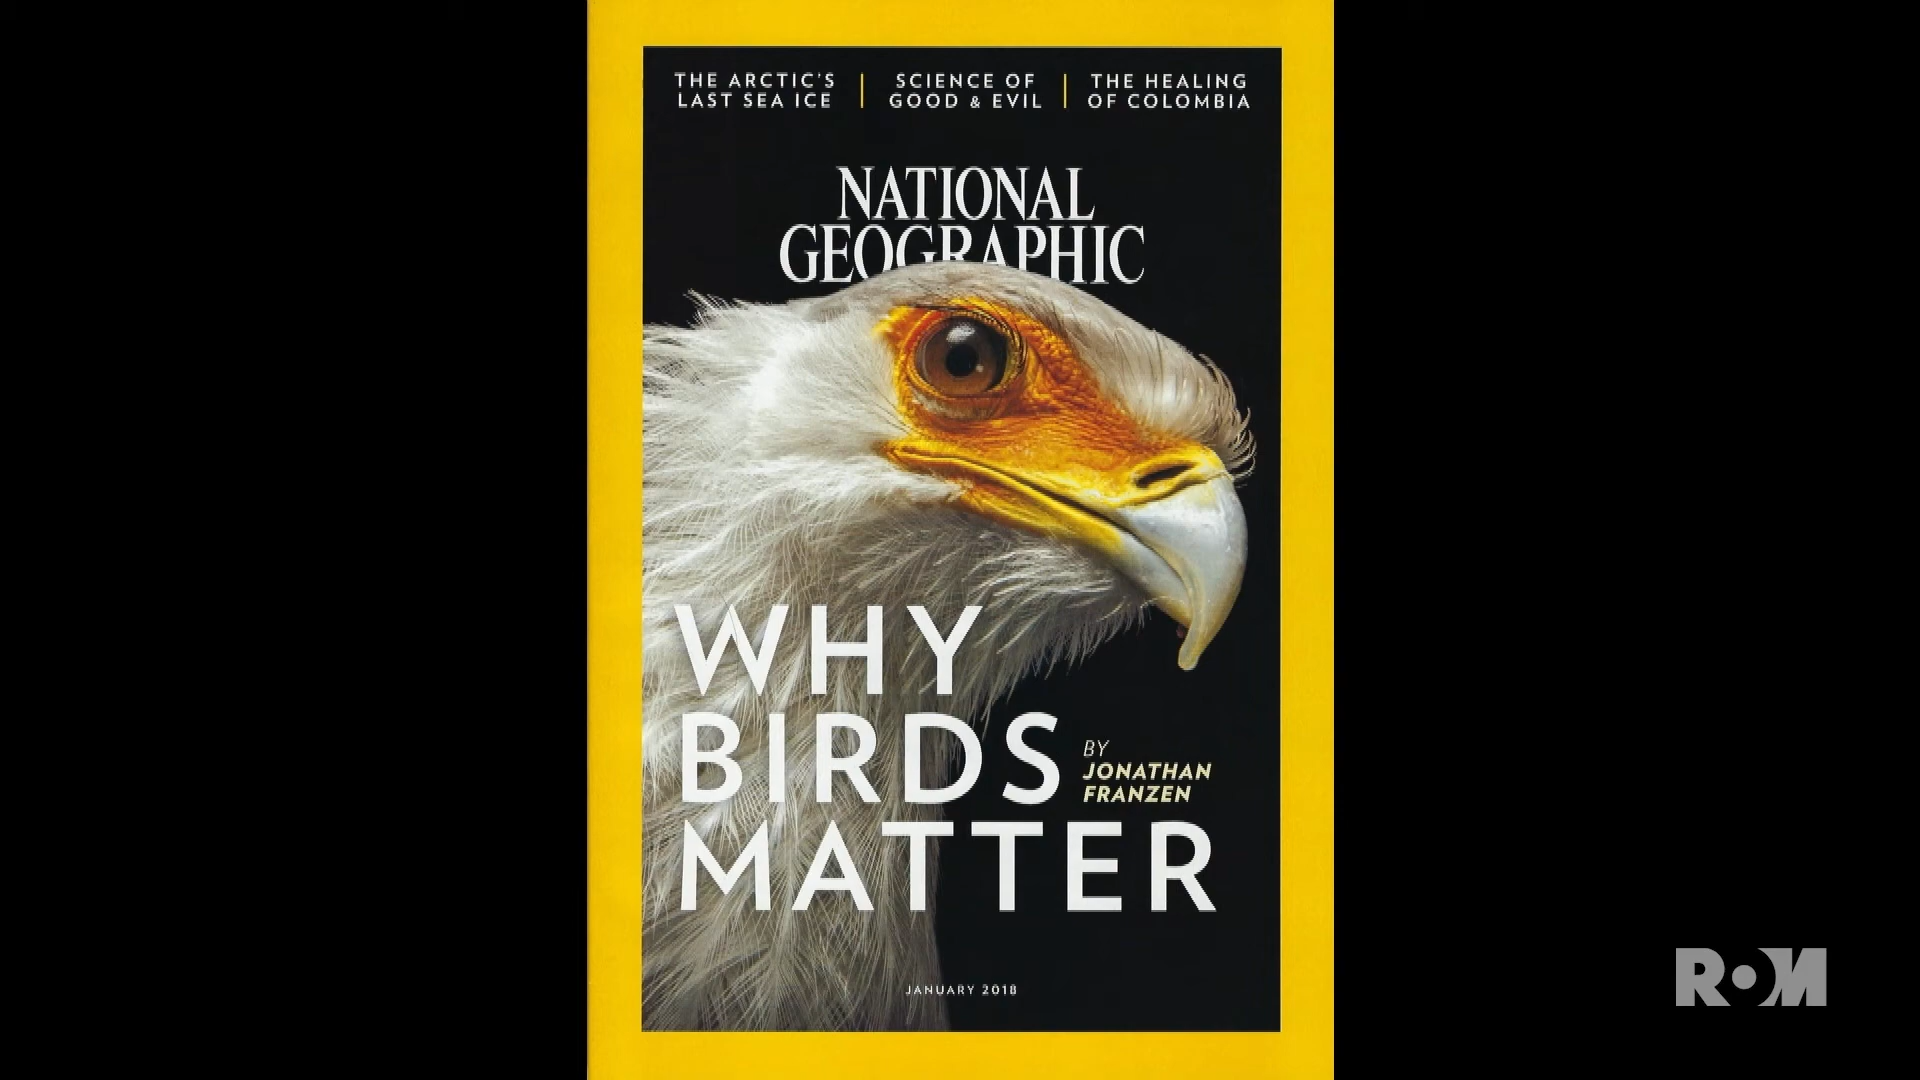 THE ARCTIC'S
LAST SEA ICE
SCIENCE OF
GOOD & EVIL
THE HEALING
OF COLOMBIA
NATIONAL
GEOGRAPHIC
WHY
BIRDS
MATTER
BY
JONATHAN
FRANZEN
JANUARY 2018
ROM